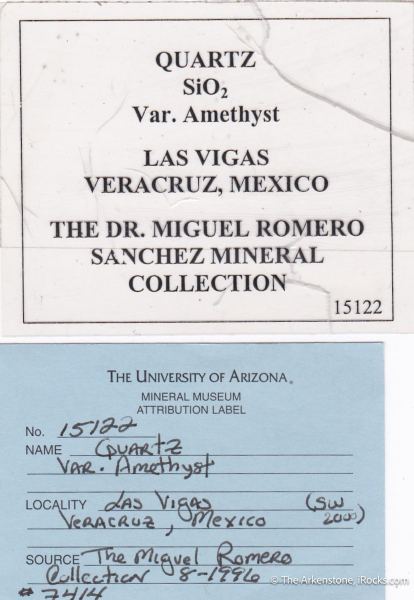 QUARTZ
SiO₂
Var. Amethyst
LAS VIGAS
VERACRUZ, MEXICO
THE DR. MIGUEL ROMERO
SANCHEZ MINERAL
COLLECTION
15122
THE UNIVERSITY OF ARIZONA®
MINERAL MUSEUM
ATTRIBUTION LABEL
No. 15122
NAME QUARTZ
VAR. Amethyst
LOCALITY Las Vigas (SW
Veracruz, Mexico 2000)
SOURCE The Miguel Romero
Collection 8-1996
# 7414
© The Arkenstone, iRocks.com